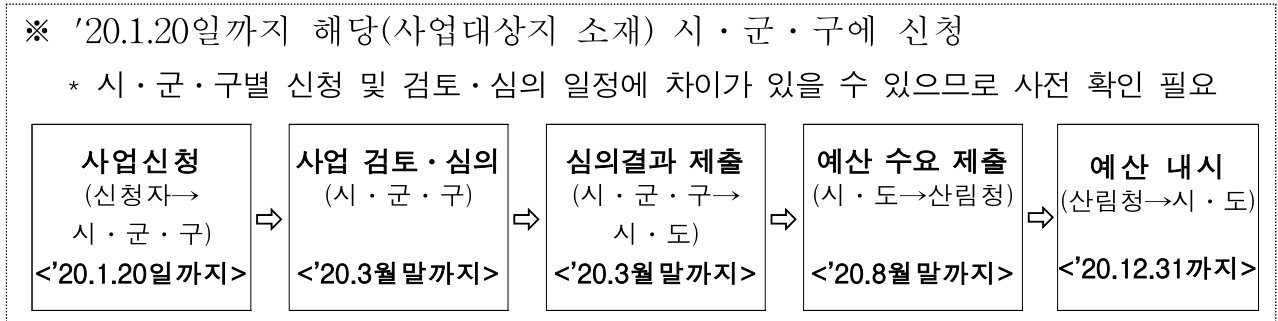 ※ '20.1.20일까지 해당(사업대상지 소재) 시・군・구에 신청
* 시・군・구별 신청 및 검토・심의 일정에 차이가 있을 수 있으므로 사전 확인 필요
사업신청
(신청자→
시・군・구)
<'20.1.20일까지>
⇨
사업 검토・심의
(시・군・구)
<'20.3월말까지>
⇨
심의결과 제출
(시・군・구→
시・도)
<'20.3월말까지>
⇨
예산 수요 제출
(시・도→산림청)
<'20.8월말까지>
⇨
예산 내시
(산림청→시・도)
<'20.12.31까지>